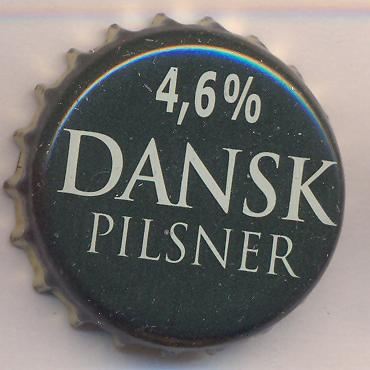 4,6%
DANSK
PILSNER